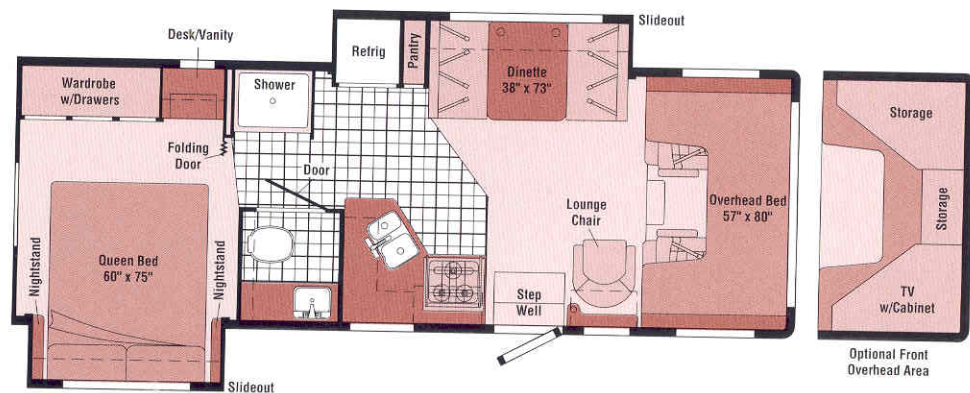 Slideout
Desk/Vanity
Refrig
Pantry
Dinette
38" x 73"
Wardrobe
w/Drawers
Shower
Storage
Folding
Door
Door
Overhead Bed
57" x 80"
Lounge
Chair
Storage
Nightstand
Queen Bed
60" x 75"
Nightstand
Step
Well
TV
w/Cabinet
Optional Front
Overhead Area
Slideout